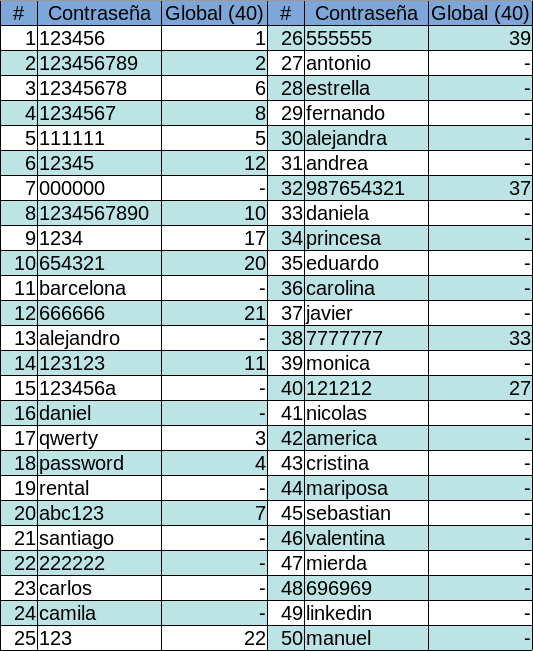 # Contraseña Global (40) # Contraseña Global (40)
1 123456 1 26 555555 39
2 123456789 2 27 antonio -
3 12345678 6 28 estrella -
4 1234567 8 29 fernando -
5 111111 5 30 alejandra -
6 12345 12 31 andrea -
7 000000 - 32 987654321 37
8 1234567890 10 33 daniela -
9 1234 17 34 princesa -
10 654321 20 35 eduardo -
11 barcelona - 36 carolina -
12 666666 21 37 javier -
13 alejandro - 38 7777777 33
14 123123 11 39 monica -
15 123456a - 40 121212 27
16 daniel - 41 nicolas -
17 qwerty 3 42 america -
18 password 4 43 cristina -
19 rental - 44 mariposa -
20 abc123 7 45 sebastian -
21 santiago - 46 valentina -
22 222222 - 47 mierda -
23 carlos - 48 696969 -
24 camila - 49 linkedin -
25 123 22 50 manuel -